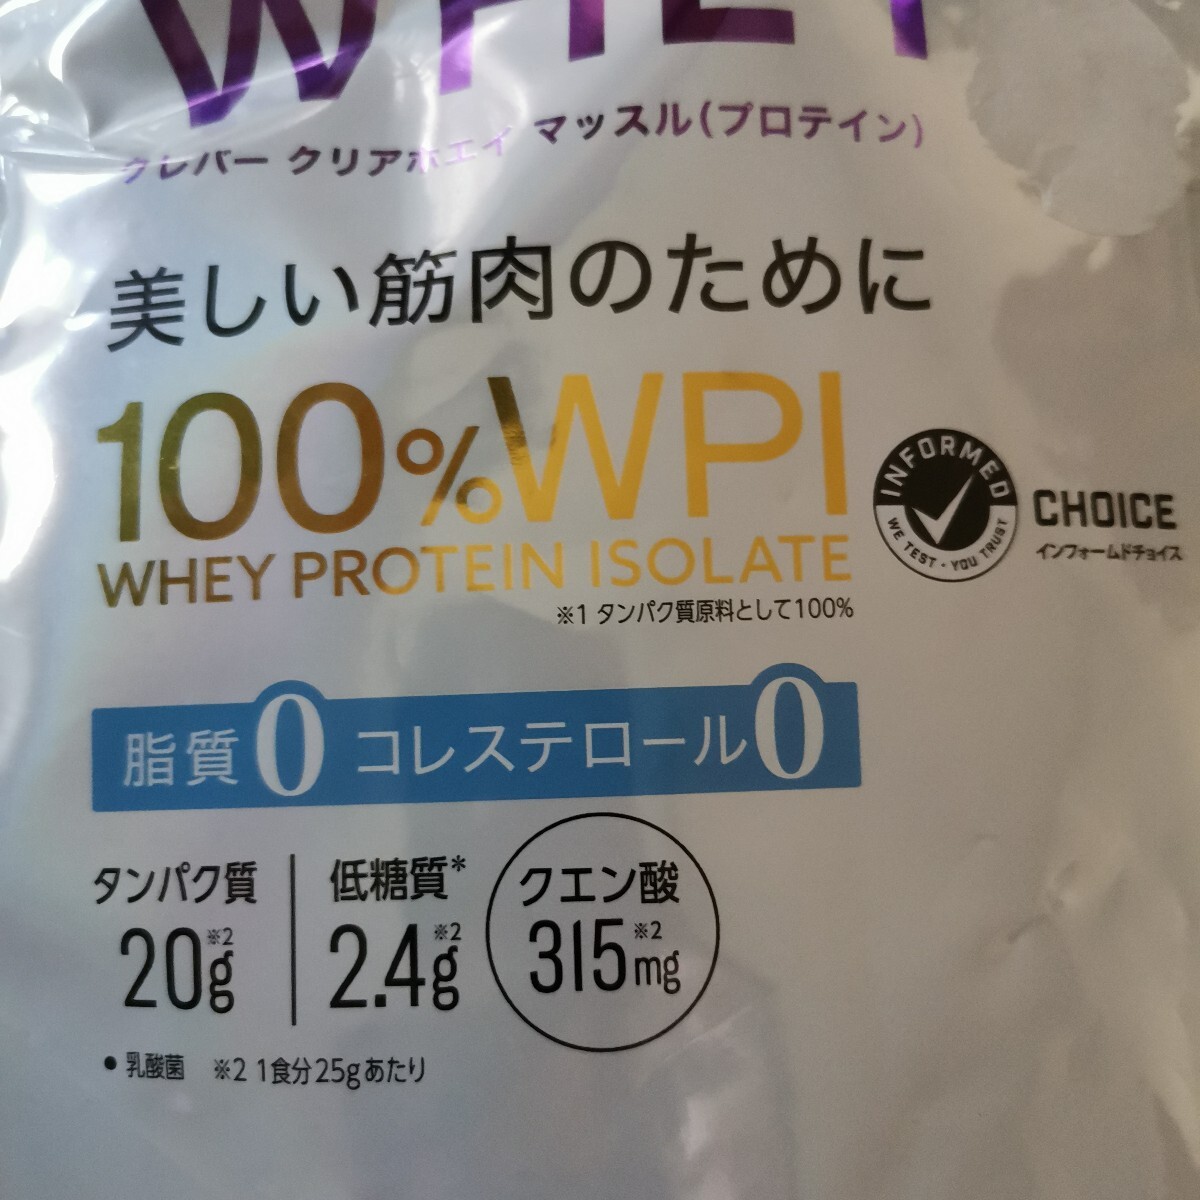 WHEY
クレバー クリアホエイ マッスル(プロテイン)
美しい筋肉のために
100%WPI
WHEY PROTEIN ISOLATE
※1 タンパク質原料として100%
INFORMED
WE TEST・YOU TRUST
CHOICE
インフォームドチョイス
脂質0 コレステロール0
タンパク質
20g※2
低糖質*
2.4g※2
クエン酸
315mg※2
●乳酸菌 ※2 1食分25gあたり